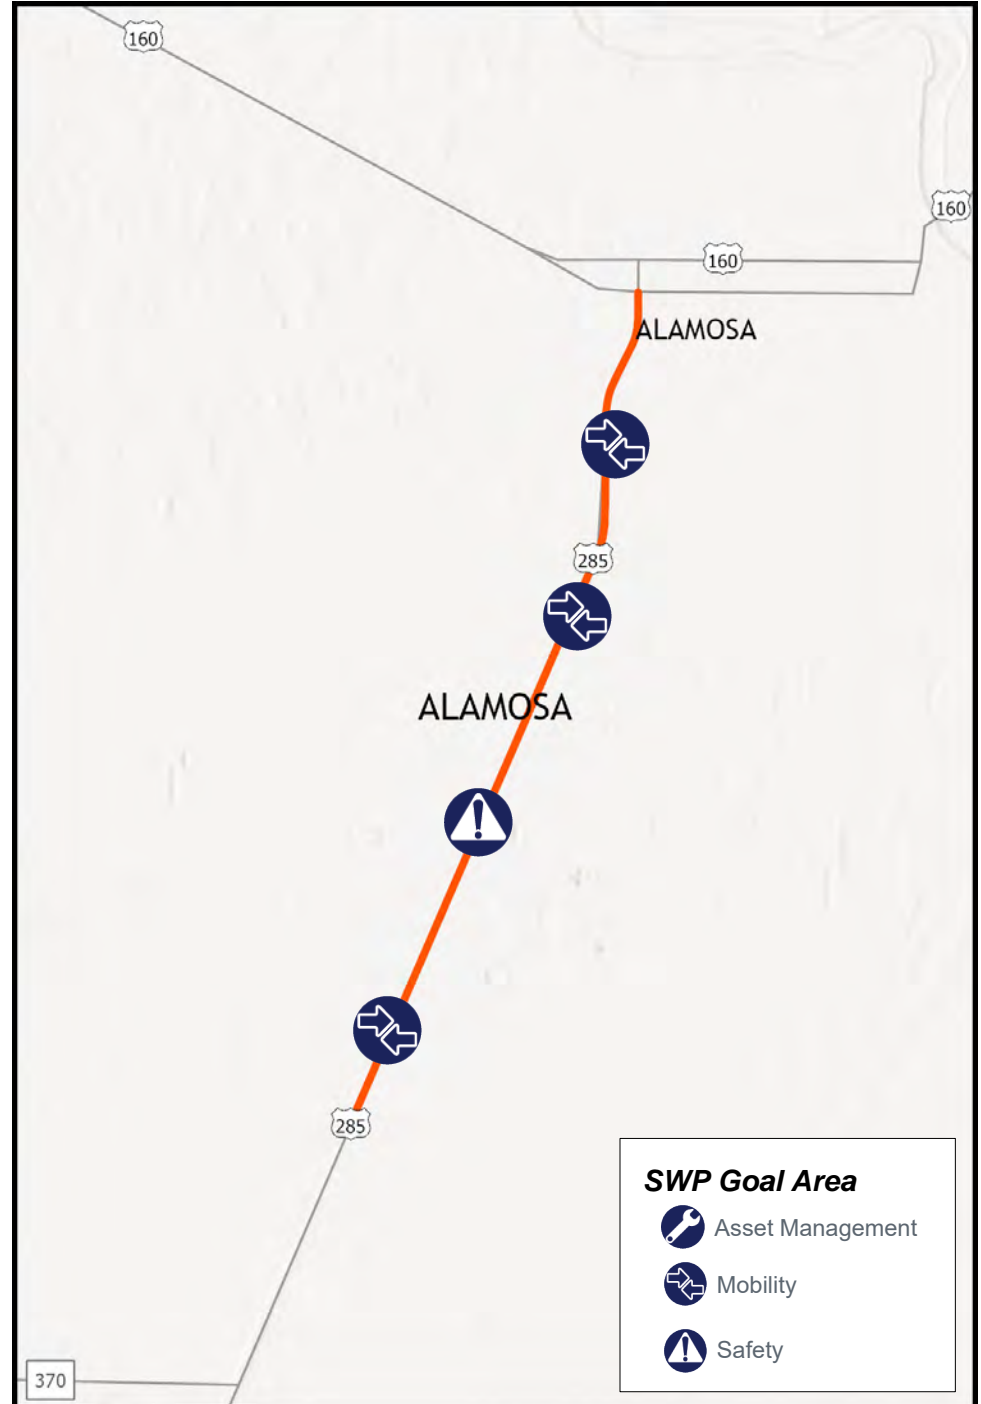 160
160
160
ALAMOSA
285
ALAMOSA
285
SWP Goal Area
Asset Management
Mobility
Safety
370